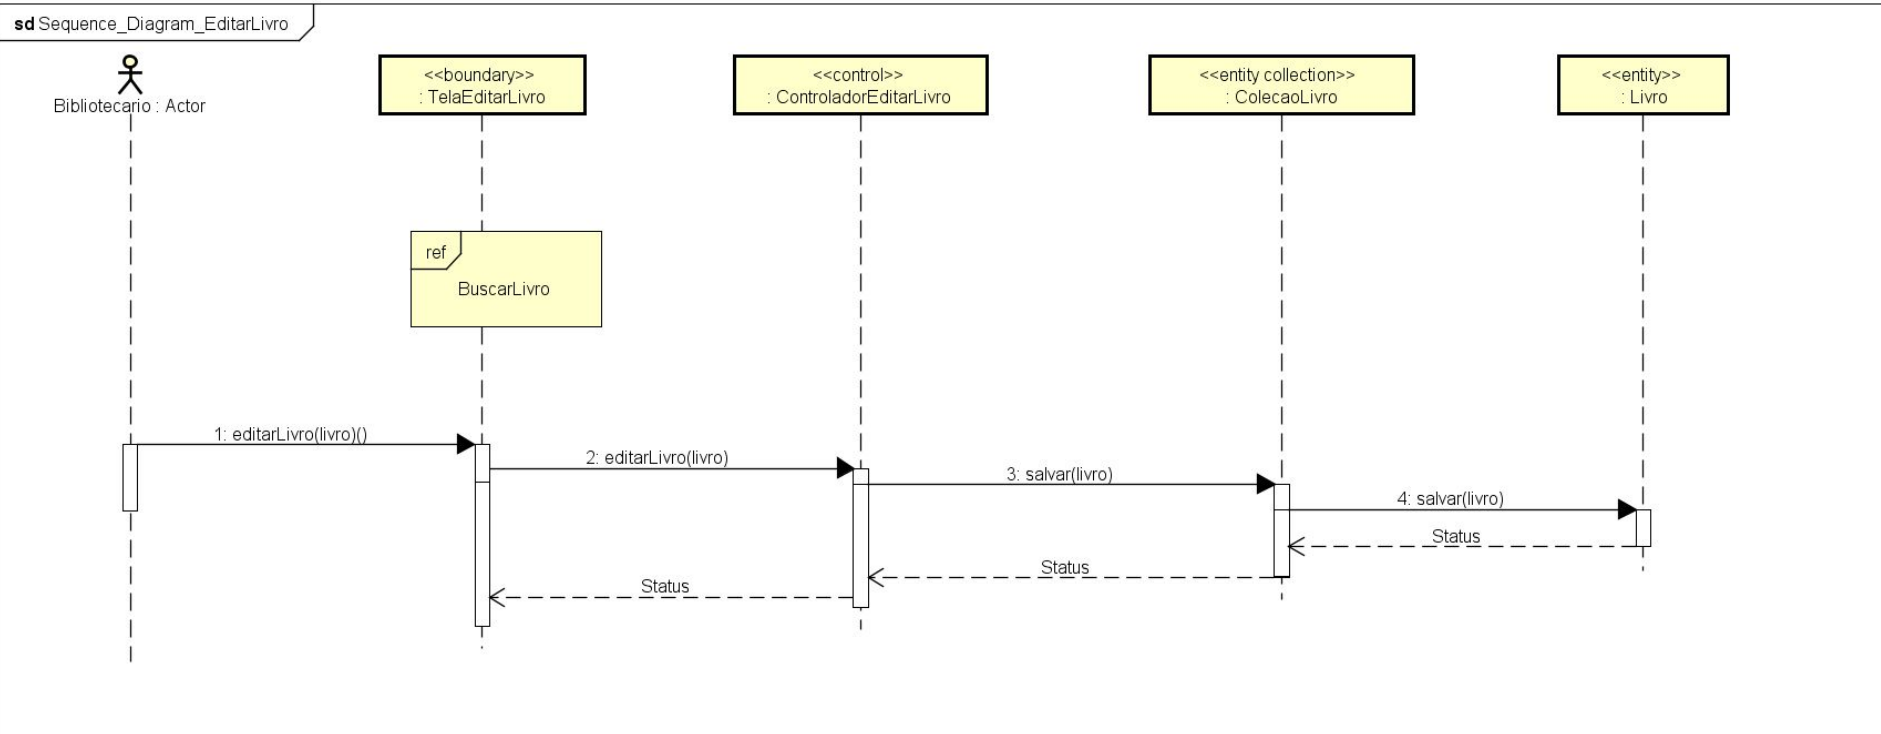 sd Sequence_Diagram_EditarLivro
Bibliotecario : Actor
<<boundary>>
: TelaEditarLivro
<<control>>
: ControladorEditarLivro
<<entity collection>>
: ColecaoLivro
<<entity>>
: Livro
ref
BuscarLivro
1: editarLivro(livro)()
2: editarLivro(livro)
3: salvar(livro)
4: salvar(livro)
Status
Status
Status